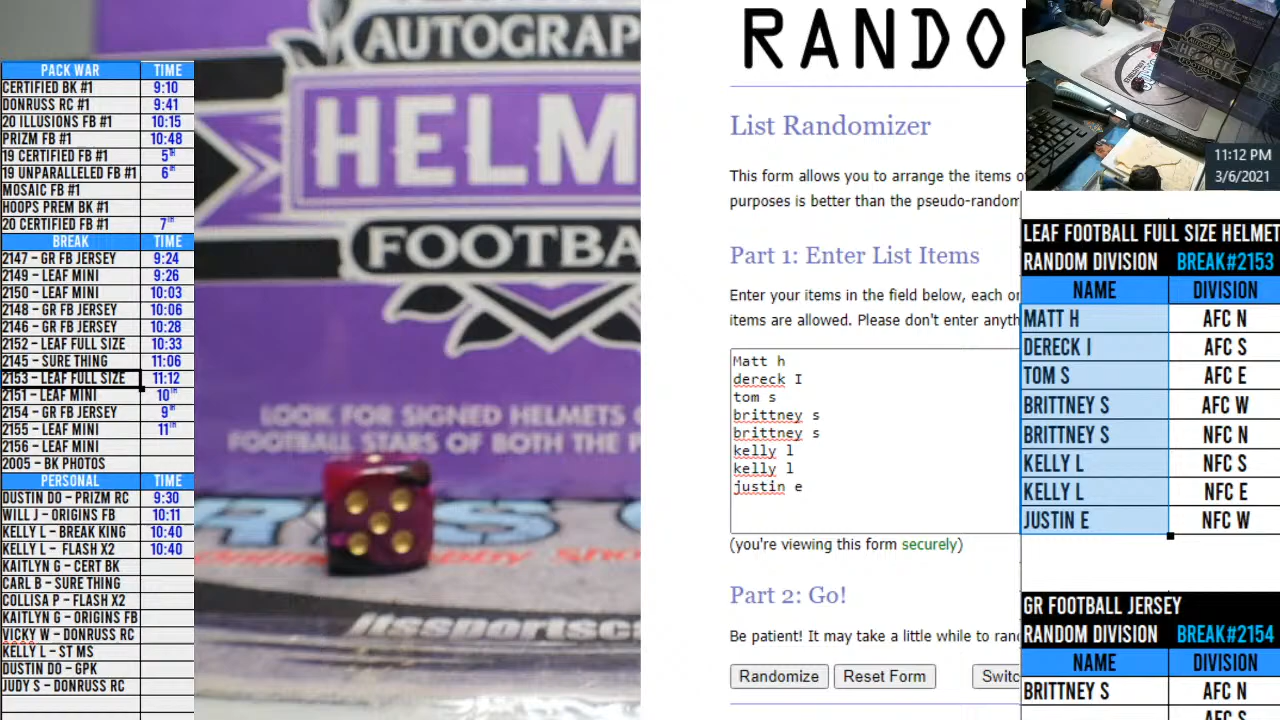 PACK WAR TIME
CERTIFIED BK #1 9:10
DONRUSS RC #1 9:41
20 ILLUSIONS FB #1 10:15
PRIZM FB #1 10:48
19 CERTIFIED FB #1 5TH
19 UNPARALLELED FB #1 6TH
MOSAIC FB #1
HOOPS PREM BK #1
20 CERTIFIED FB #1 7TH
BREAK TIME
2147 - GR FB JERSEY 9:24
2149 - LEAF MINI 9:26
2150 - LEAF MINI 10:03
2148 - GR FB JERSEY 10:06
2146 - GR FB JERSEY 10:28
2152 - LEAF FULL SIZE 10:33
2145 - SURE THING 11:06
2153 - LEAF FULL SIZE 11:12
2151 - LEAF MINI 10TH
2154 - GR FB JERSEY 9TH
2155 - LEAF MINI 11TH
2156 - LEAF MINI
2005 - BK PHOTOS
PERSONAL TIME
DUSTIN DO - PRIZM RC 9:30
WILL J - ORIGINS FB 10:11
KELLY L - BREAK KING 10:40
KELLY L - FLASH X2 10:40
KAITLYN G - CERT BK
CARL B - SURE THING
COLLISA P - FLASH X2
KAITLYN G - ORIGINS FB
VICKY W - DONRUSS RC
KELLY L - ST MS
DUSTIN DO - GPK
JUDY S - DONRUSS RC
AUTOGRAP
HELM
FOOTBA
LOOK FOR SIGNED HELMETS
STARS OF BOTH THE P
itssportsc
RANDO
List Randomizer
This form allows you to arrange the items o
purposes is better than the pseudo-random
Part 1: Enter List Items
Enter your items in the field below, each or
items are allowed. Please don't enter anyth
Matt h
dereck I
tom s
brittney s
brittney s
kelly l
kelly l
justin e
(you're viewing this form securely)
Part 2: Go!
Be patient! It may take a little while to rand
Randomize Reset Form Switc
AUTOGRAPHED
HELMETS
FOOTBALL
11:12 PM
3/6/2021
LEAF FOOTBALL FULL SIZE HELMET
RANDOM DIVISION BREAK#2153
NAME DIVISION
MATT H AFC N
DERECK I AFC S
TOM S AFC E
BRITTNEY S AFC W
BRITTNEY S NFC N
KELLY L NFC S
KELLY L NFC E
JUSTIN E NFC W
GR FOOTBALL JERSEY
RANDOM DIVISION BREAK#2154
NAME DIVISION
BRITTNEY S AFC N
AFC S